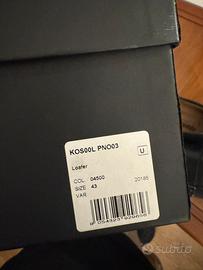 KOS00L PNO03
U
Loafer
COL 04500 20185
SIZE 43
VAR
subito